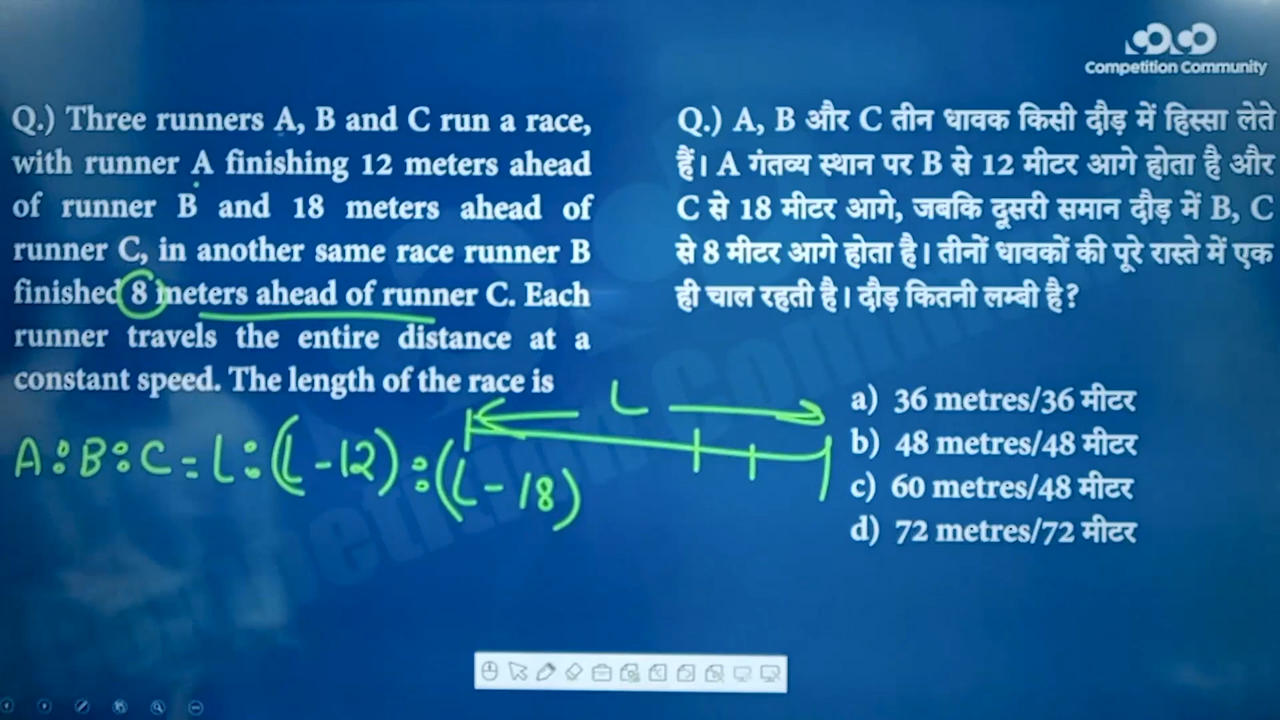 Competition Community
Q.) Three runners A, B and C run a race,
with runner A finishing 12 meters ahead
of runner B and 18 meters ahead of
runner C, in another same race runner B
finished 8 meters ahead of runner C. Each
runner travels the entire distance at a
constant speed. The length of the race is
A:B:C = L:(L-12):(L-18)
L
Q.) A, B और C तीन धावक किसी दौड़ में हिस्सा लेते
हैं। A गंतव्य स्थान पर B से 12 मीटर आगे होता है और
C से 18 मीटर आगे, जबकि दूसरी समान दौड़ में B, C
से 8 मीटर आगे होता है। तीनों धावकों की पूरे रास्ते में एक
ही चाल रहती है। दौड़ कितनी लम्बी है?
a) 36 metres/36 मीटर
b) 48 metres/48 मीटर
c) 60 metres/48 मीटर
d) 72 metres/72 मीटर